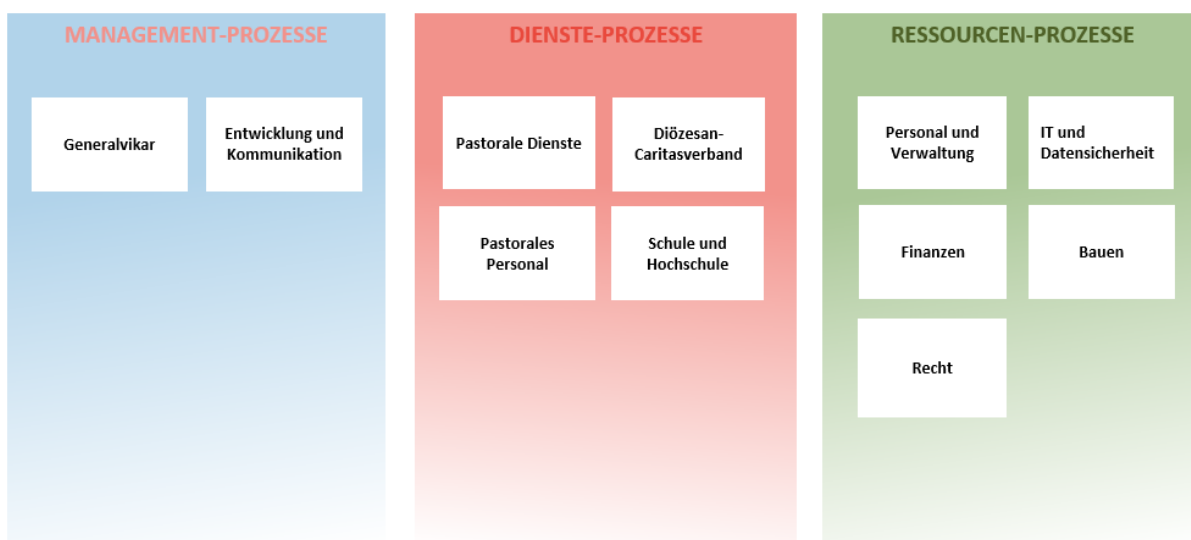 MANAGEMENT-PROZESSE
Generalvikar
Entwicklung und
Kommunikation
DIENSTE-PROZESSE
Pastorale Dienste
Diözesan-
Caritasverband
Pastorales
Personal
Schule und
Hochschule
RESSOURCEN-PROZESSE
Personal und
Verwaltung
IT und
Datensicherheit
Finanzen
Bauen
Recht